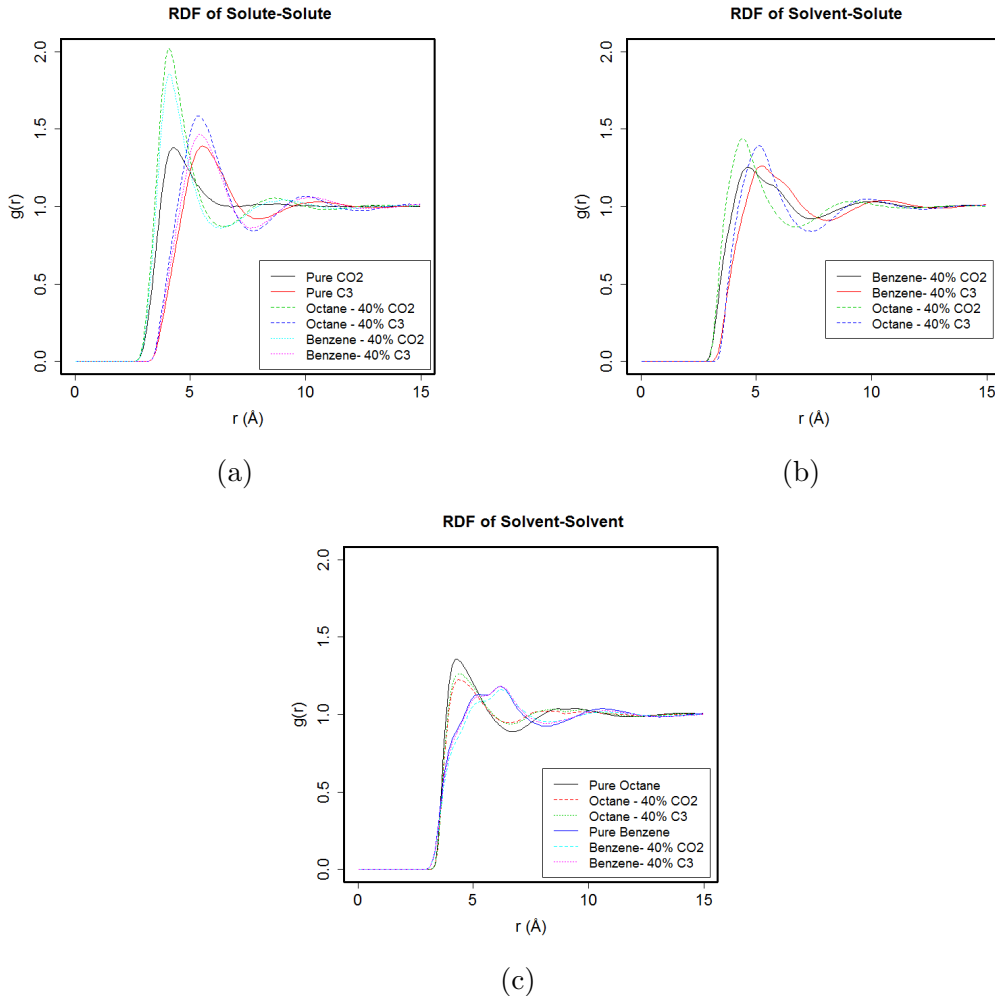 RDF of Solute-Solute
g(r)
2.0
1.5
1.0
0.5
0.0
Pure CO2
Pure C3
Octane - 40% CO2
Octane - 40% C3
Benzene - 40% CO2
Benzene- 40% C3
0 5 10 15
r (Å)
(a)
RDF of Solvent-Solute
g(r)
2.0
1.5
1.0
0.5
0.0
Benzene- 40% CO2
Benzene- 40% C3
Octane - 40% CO2
Octane - 40% C3
0 5 10 15
r (Å)
(b)
RDF of Solvent-Solvent
g(r)
2.0
1.5
1.0
0.5
0.0
Pure Octane
Octane - 40% CO2
Octane - 40% C3
Pure Benzene
Benzene- 40% CO2
Benzene- 40% C3
0 5 10 15
r (Å)
(c)